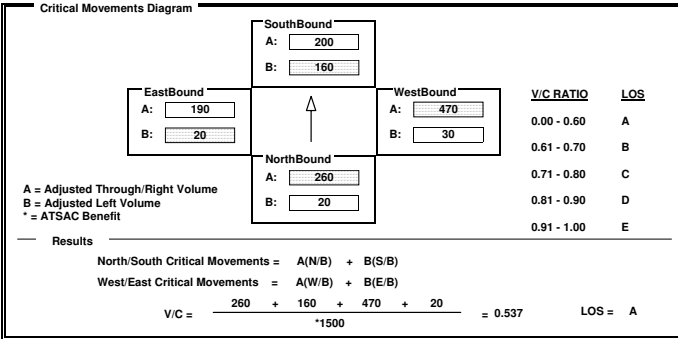 Critical Movements Diagram
SouthBound
A: 200
B: 160
EastBound
A: 190
B: 20
WestBound
A: 470
B: 30
NorthBound
A: 260
B: 20
V/C RATIO LOS
0.00 - 0.60 A
0.61 - 0.70 B
0.71 - 0.80 C
0.81 - 0.90 D
0.91 - 1.00 E
A = Adjusted Through/Right Volume
B = Adjusted Left Volume
* = ATSAC Benefit
Results
North/South Critical Movements = A(N/B) + B(S/B)
West/East Critical Movements = A(W/B) + B(E/B)
V/C = 260 + 160 + 470 + 20 = 0.537 LOS = A
*1500